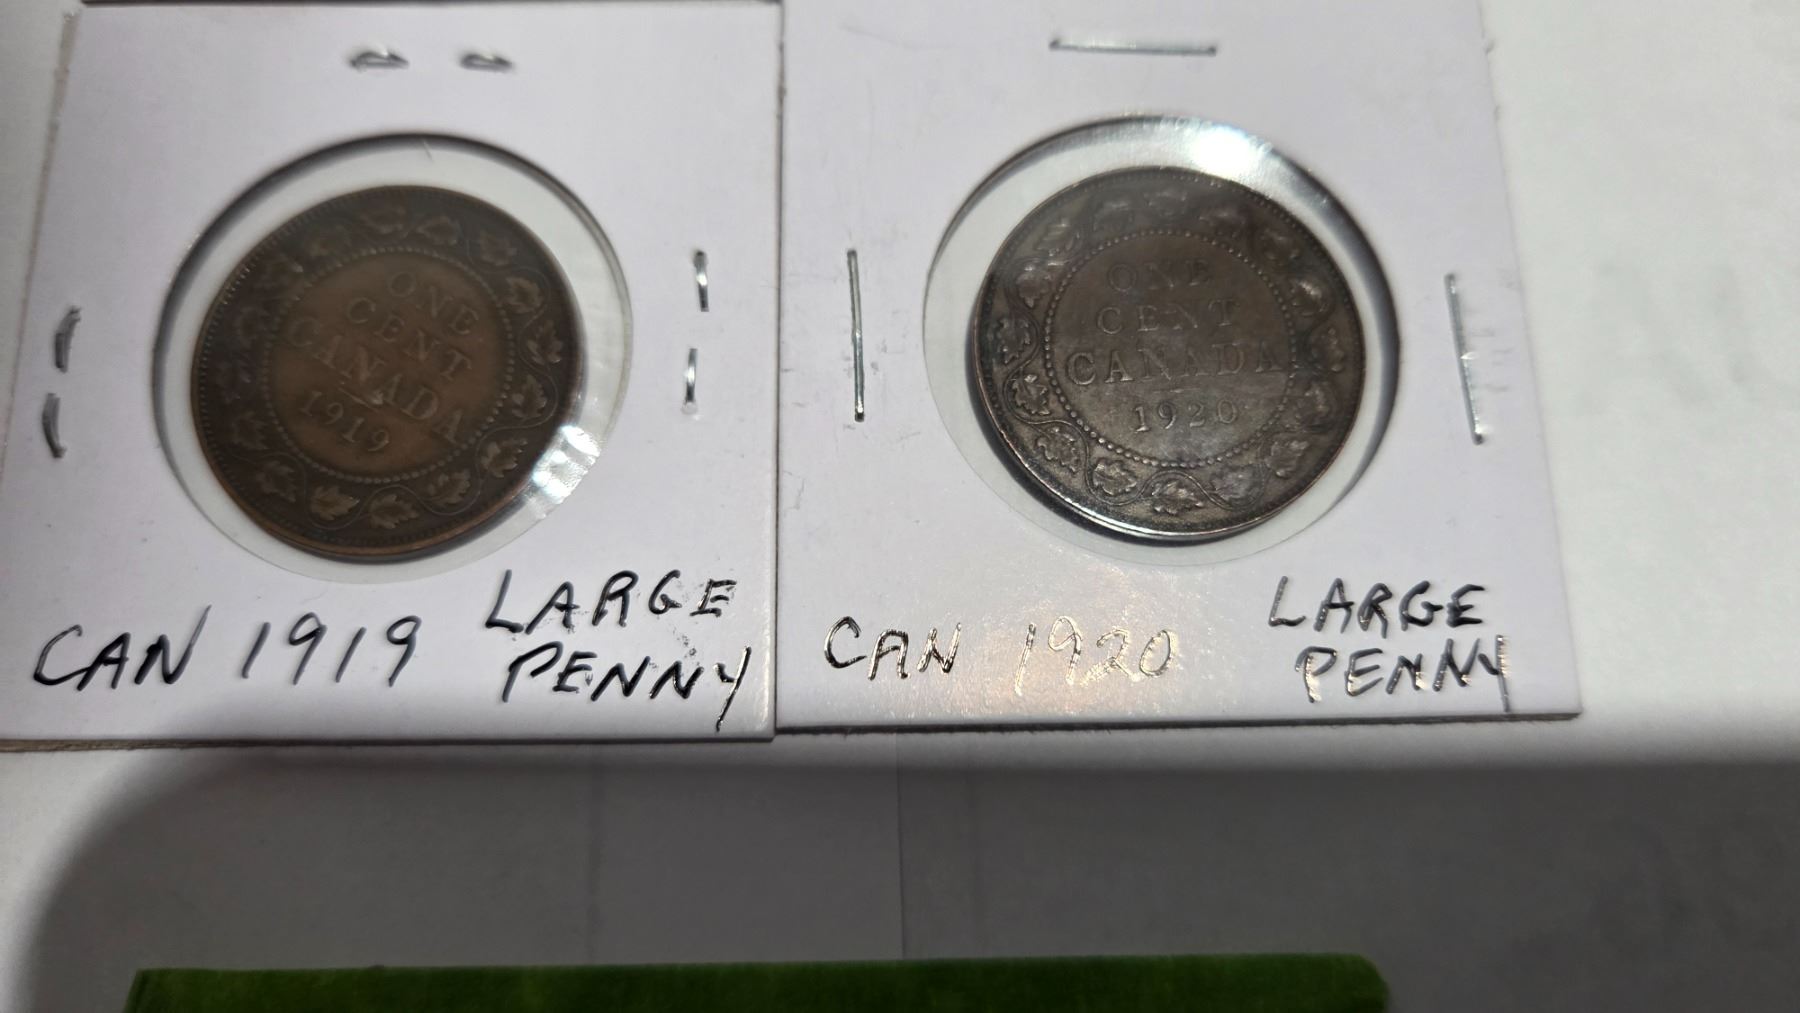 ONE
CENT
CANADA
1919
CAN 1919 LARGE
PENNY
ONE
CENT
CANADA
1920
CAN 1920 LARGE
PENNY